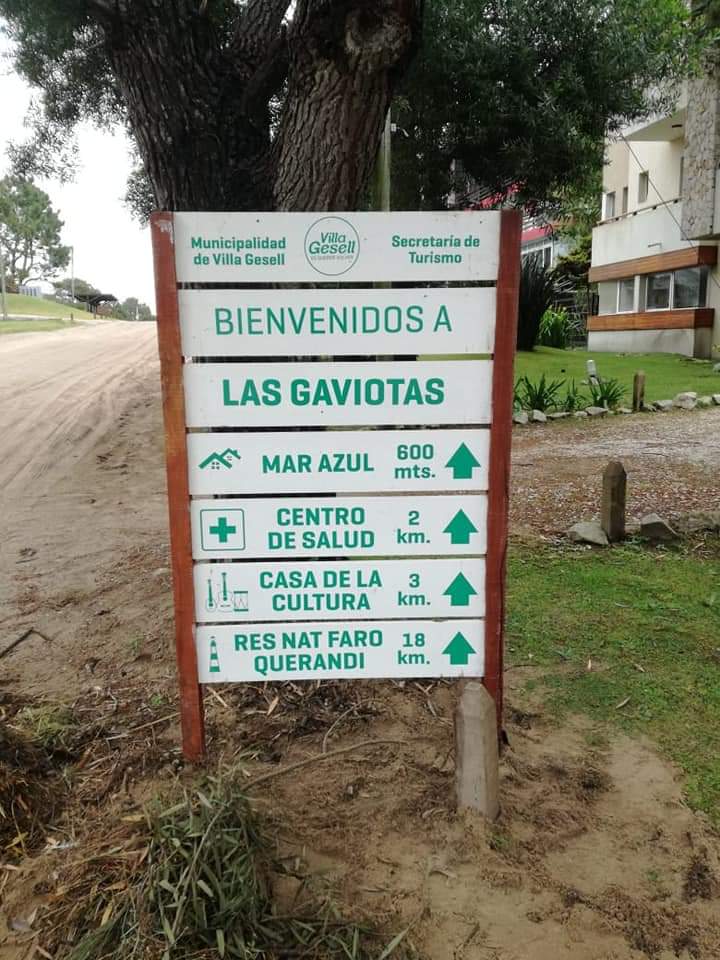 Municipalidad
de Villa Gesell
Villa
Gesell
Secretaría de
Turismo
BIENVENIDOS A
LAS GAVIOTAS
MAR AZUL
600
mts.
CENTRO
DE SALUD
2
km.
CASA DE LA
CULTURA
3
km.
RES NAT FARO
QUERANDI
18
km.